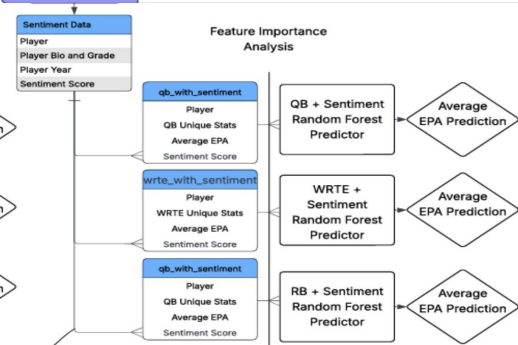 Sentiment Data
Player
Player Bio and Grade
Player Year
Sentiment Score
Feature Importance
Analysis
qb_with_sentiment
Player
QB Unique Stats
Average EPA
Sentiment Score
QB + Sentiment
Random Forest
Predictor
Average
EPA Prediction
wrte_with_sentiment
Player
WRTE Unique Stats
Average EPA
Sentiment Score
WRTE +
Sentiment
Random Forest
Predictor
Average
EPA Prediction
qb_with_sentiment
Player
QB Unique Stats
Average EPA
Sentiment Score
RB + Sentiment
Random Forest
Predictor
Average
EPA Prediction